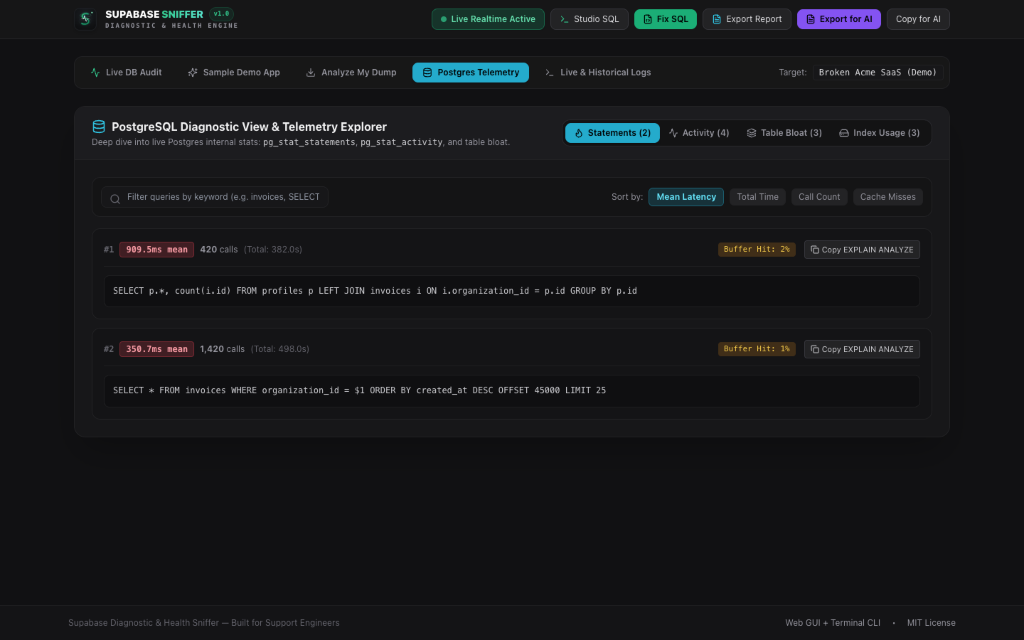 SUPABASE SNIFFER v1.0
DIAGNOSTIC & HEALTH ENGINE
Live Realtime Active
Studio SQL
Fix SQL
Export Report
Export for AI
Copy for AI
Live DB Audit
Sample Demo App
Analyze My Dump
Postgres Telemetry
Live & Historical Logs
Target: Broken Acme SaaS (Demo)
PostgreSQL Diagnostic View & Telemetry Explorer
Deep dive into live Postgres internal stats: pg_stat_statements, pg_stat_activity, and table bloat.
Statements (2)
Activity (4)
Table Bloat (3)
Index Usage (3)
Filter queries by keyword (e.g. invoices, SELECT
Sort by: Mean Latency Total Time Call Count Cache Misses
#1 909.5ms mean 420 calls (Total: 382.0s)
Buffer Hit: 2%
Copy EXPLAIN ANALYZE
SELECT p.*, count(i.id) FROM profiles p LEFT JOIN invoices i ON i.organization_id = p.id GROUP BY p.id
#2 350.7ms mean 1,420 calls (Total: 498.0s)
Buffer Hit: 1%
Copy EXPLAIN ANALYZE
SELECT * FROM invoices WHERE organization_id = $1 ORDER BY created_at DESC OFFSET 45000 LIMIT 25
Supabase Diagnostic & Health Sniffer — Built for Support Engineers
Web GUI + Terminal CLI • MIT License